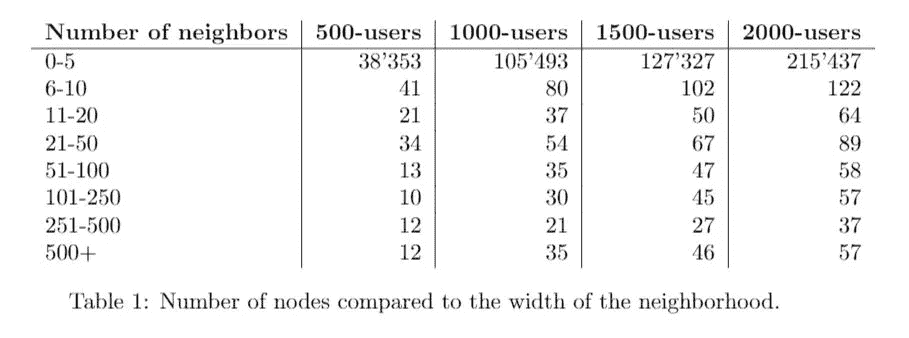 Number of neighbors 500-users 1000-users 1500-users 2000-users
0-5 38'353 105'493 127'327 215'437
6-10 41 80 102 122
11-20 21 37 50 64
21-50 34 54 67 89
51-100 13 35 47 58
101-250 10 30 45 57
251-500 12 21 27 37
500+ 12 35 46 57
Table 1: Number of nodes compared to the width of the neighborhood.